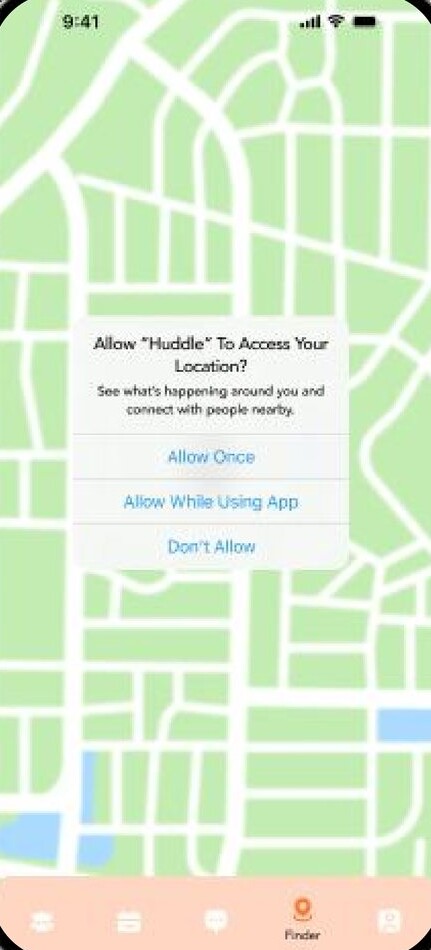 9:41
Allow “Huddle” To Access Your
Location?
See what's happening around you and
connect with people nearby.
Allow Once
Allow While Using App
Don't Allow
Finder